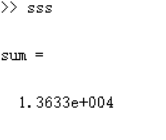 >> sss
sum =
1.3633e+004